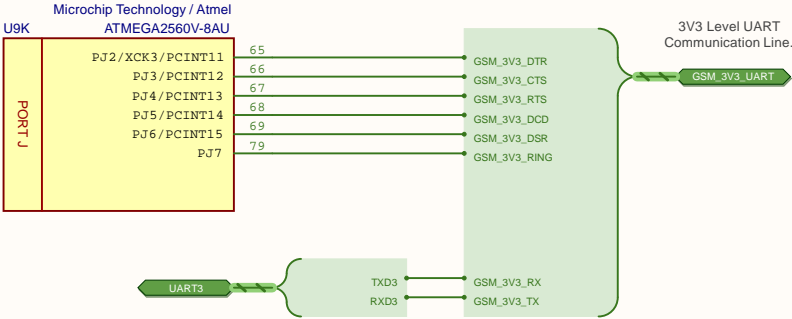 Microchip Technology / Atmel
U9K
ATMEGA2560V-8AU
3V3 Level UART
Communication Line.
PORT J
PJ2/XCK3/PCINT11
65
GSM_3V3_DTR
PJ3/PCINT12
66
GSM_3V3_CTS
GSM_3V3_UART
PJ4/PCINT13
67
GSM_3V3_RTS
PJ5/PCINT14
68
GSM_3V3_DCD
PJ6/PCINT15
69
GSM_3V3_DSR
PJ7
79
GSM_3V3_RING
UART3
TXD3
GSM_3V3_RX
RXD3
GSM_3V3_TX